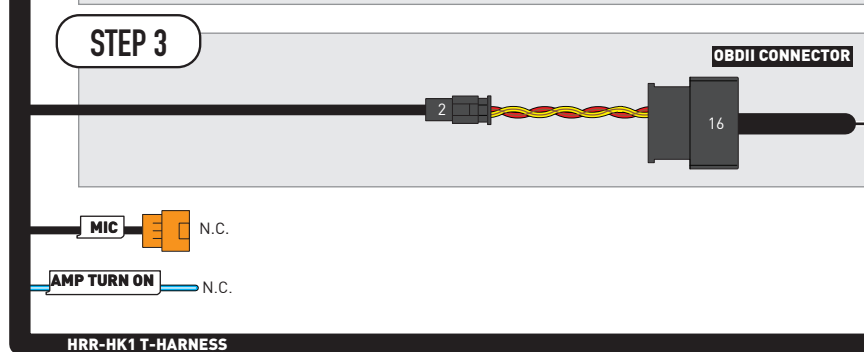 STEP 3
OBDII CONNECTOR
2
16
MIC
N.C.
AMP TURN ON
N.C.
HRR-HK1 T-HARNESS